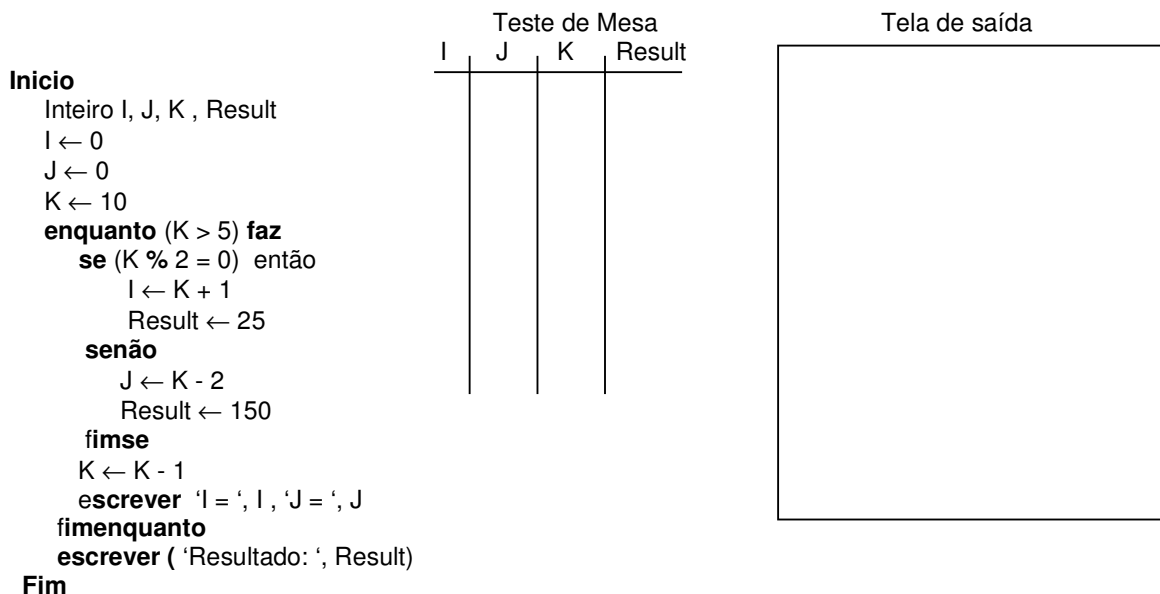 Teste de Mesa
Tela de saída
I J K Result
Inicio
Inteiro I, J, K , Result
I ← 0
J ← 0
K ← 10
enquanto (K > 5) faz
se (K % 2 = 0) então
I ← K + 1
Result ← 25
senão
J ← K - 2
Result ← 150
fimse
K ← K - 1
escrever ‘I = ‘, I , ‘J = ‘, J
fimenquanto
escrever ( ‘Resultado: ‘, Result)
Fim